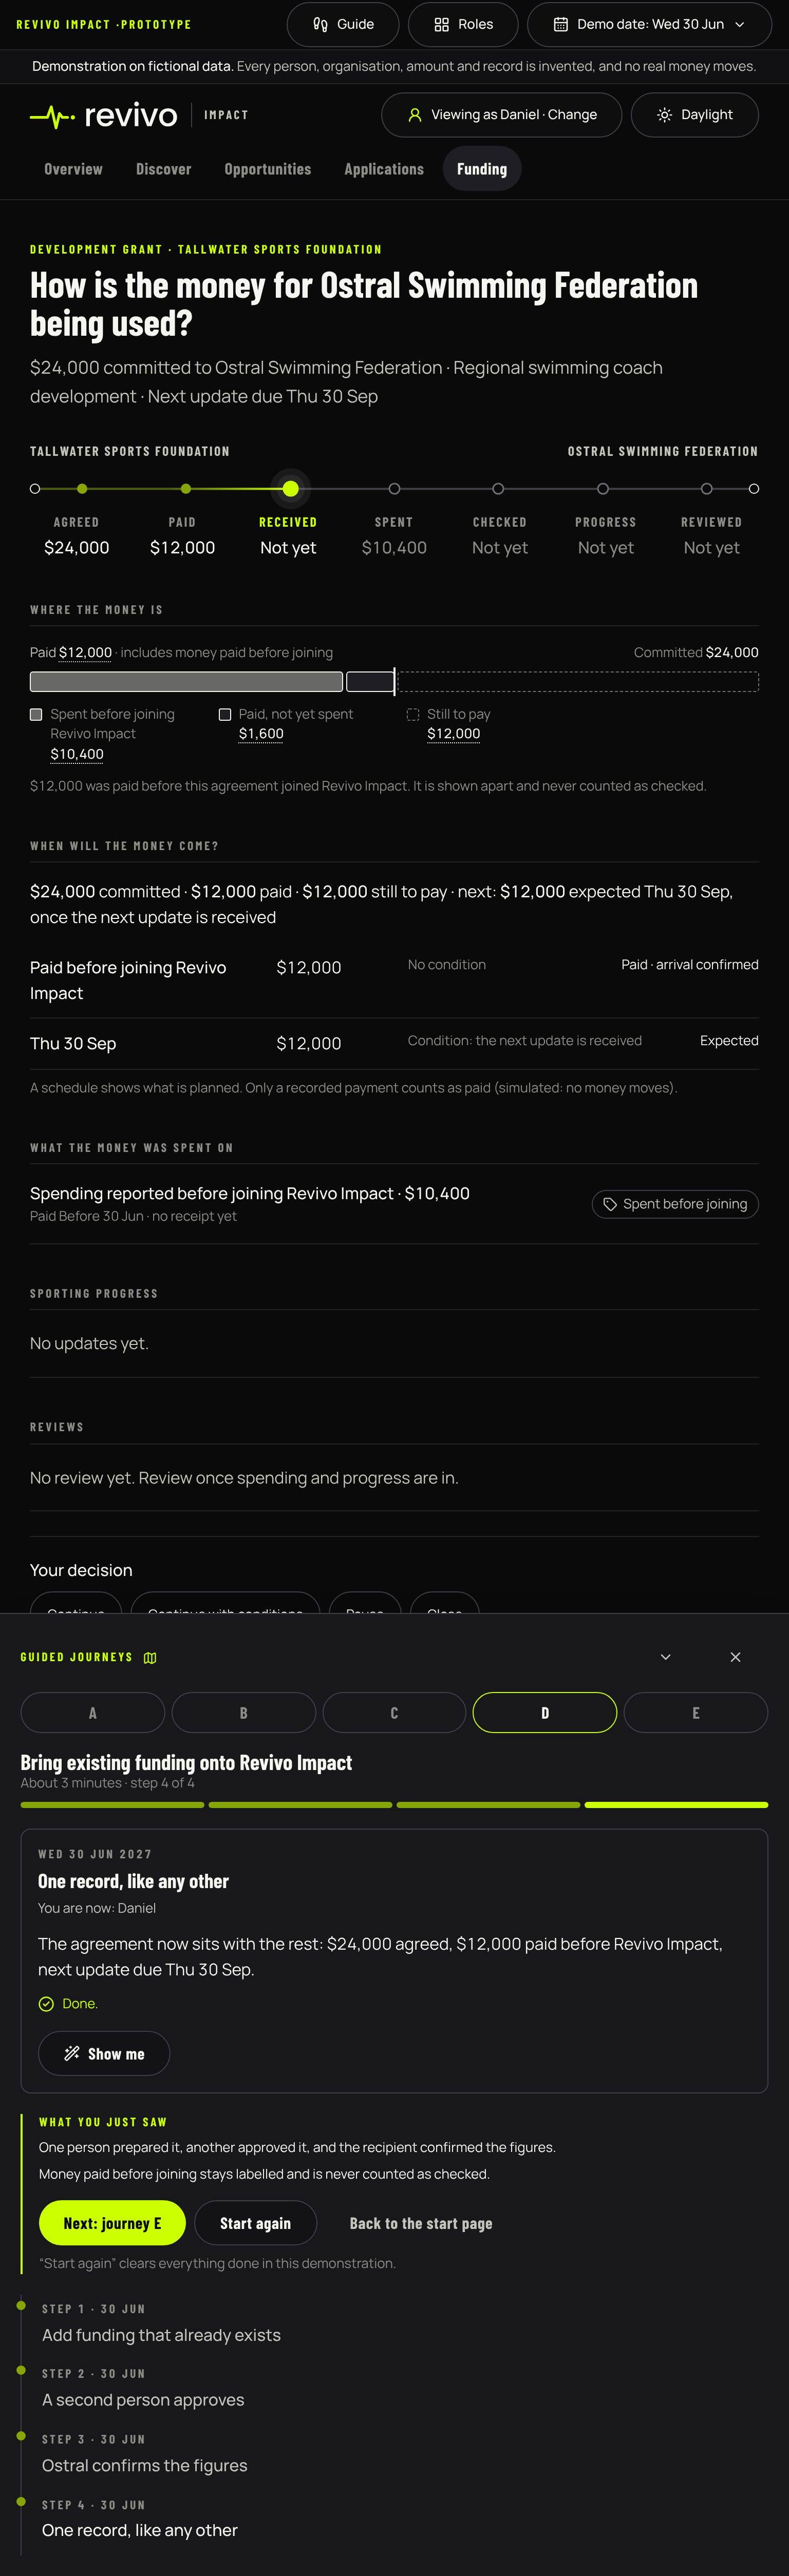 REVIVO IMPACT ·PROTOTYPE
Guide
Roles
Demo date: Wed 30 Jun
Demonstration on fictional data. Every person, organisation, amount and record is invented, and no real money moves.
revivo
IMPACT
Viewing as Daniel · Change
Daylight
Overview
Discover
Opportunities
Applications
Funding
DEVELOPMENT GRANT · TALLWATER SPORTS FOUNDATION
How is the money for Ostral Swimming Federation
being used?
$24,000 committed to Ostral Swimming Federation · Regional swimming coach
development · Next update due Thu 30 Sep
TALLWATER SPORTS FOUNDATION
OSTRAL SWIMMING FEDERATION
AGREED
PAID
RECEIVED
SPENT
CHECKED
PROGRESS
REVIEWED
$24,000
$12,000
Not yet
$10,400
Not yet
Not yet
Not yet
WHERE THE MONEY IS
Paid $12,000 · includes money paid before joining
Committed $24,000
Spent before joining
Revivo Impact
$10,400
Paid, not yet spent
$1,600
Still to pay
$12,000
$12,000 was paid before this agreement joined Revivo Impact. It is shown apart and never counted as checked.
WHEN WILL THE MONEY COME?
$24,000 committed · $12,000 paid · $12,000 still to pay · next: $12,000 expected Thu 30 Sep,
once the next update is received
Paid before joining Revivo
Impact
$12,000
No condition
Paid · arrival confirmed
Thu 30 Sep
$12,000
Condition: the next update is received
Expected
A schedule shows what is planned. Only a recorded payment counts as paid (simulated: no money moves).
WHAT THE MONEY WAS SPENT ON
Spending reported before joining Revivo Impact · $10,400
Paid Before 30 Jun · no receipt yet
Spent before joining
SPORTING PROGRESS
No updates yet.
REVIEWS
No review yet. Review once spending and progress are in.
Your decision
Continue
Continue with conditions
Pause
Close
GUIDED JOURNEYS
A
B
C
D
E
Bring existing funding onto Revivo Impact
About 3 minutes · step 4 of 4
WED 30 JUN 2027
One record, like any other
You are now: Daniel
The agreement now sits with the rest: $24,000 agreed, $12,000 paid before Revivo Impact,
next update due Thu 30 Sep.
Done.
Show me
WHAT YOU JUST SAW
One person prepared it, another approved it, and the recipient confirmed the figures.
Money paid before joining stays labelled and is never counted as checked.
Next: journey E
Start again
Back to the start page
“Start again” clears everything done in this demonstration.
STEP 1 · 30 JUN
Add funding that already exists
STEP 2 · 30 JUN
A second person approves
STEP 3 · 30 JUN
Ostral confirms the figures
STEP 4 · 30 JUN
One record, like any other